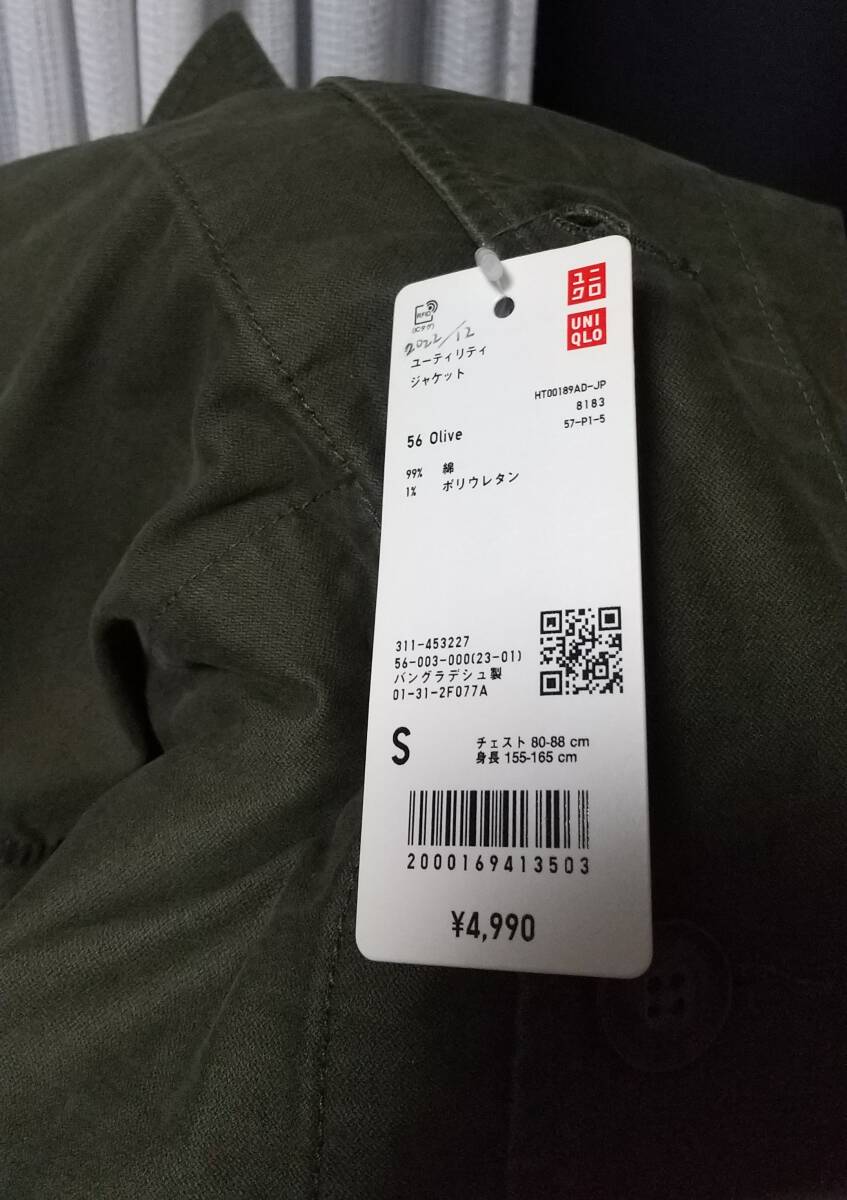 ユニ
クロ
UNI
QLO
RFID
(ICタグ)
2022/12
ユーティリティ
ジャケット
HT00189AD-JP
8183
57-P1-5
56 Olive
99% 綿
1% ポリウレタン
311-453227
56-003-000(23-01)
バングラデシュ製
01-31-2F077A
S
チェスト 80-88 cm
身長 155-165 cm
2000169413503
¥4,990